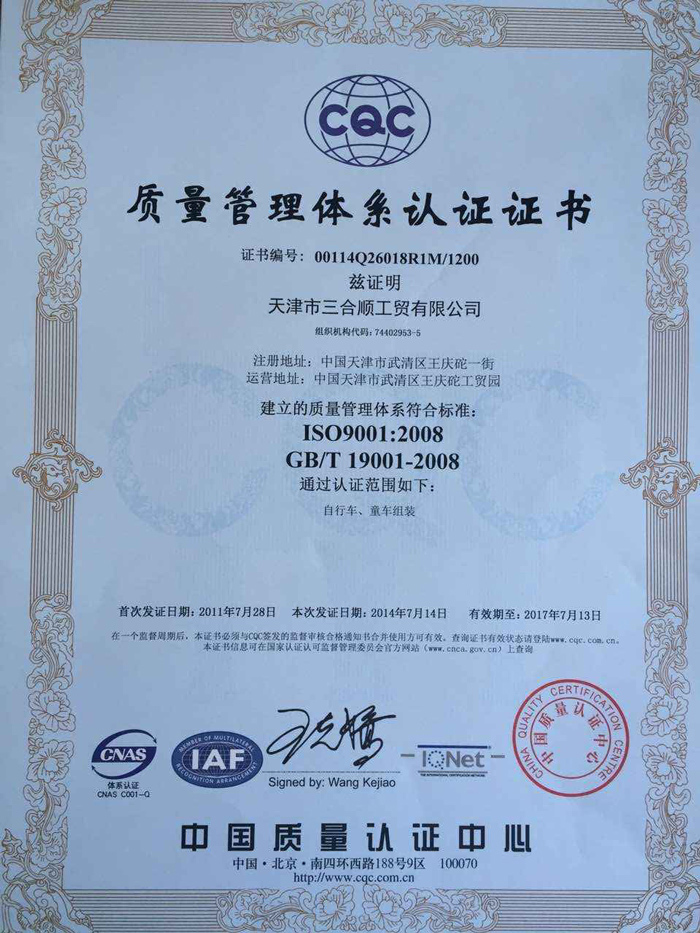 CQC
质量管理体系认证证书
证书编号：00114Q26018R1M/1200
兹证明
天津市三合顺工贸有限公司
组织机构代码：74402953-5
注册地址：中国天津市武清区王庆砣一街
运营地址：中国天津市武清区王庆砣工贸园
建立的质量管理体系符合标准：
ISO9001:2008
GB/T 19001-2008
通过认证范围如下：
自行车、童车组装
首次发证日期：2011年7月28日 本次发证日期：2014年7月14日 有效期至：2017年7月13日
在一个监督周期后，本证书必须与CQC签发的监督审核合格通知书合并使用方可有效。查询证书有效状态请登陆www.cqc.com.cn。
本证书信息可在国家认证认可监督管理委员会官方网站（www.cnca.gov.cn）上查询
CNAS
体系认证
CNAS C001-Q
MEMBER OF MULTILATERAL
IAF
RECOGNITION ARRANGEMENT
王克娇
Signed by: Wang Kejiao
IQNet
THE INTERNATIONAL CERTIFICATION NETWORK
CHINA QUALITY CERTIFICATION CENTRE
中国质量认证中心
中国质量认证中心
中国·北京·南四环西路188号9区 100070
http://www.cqc.com.cn